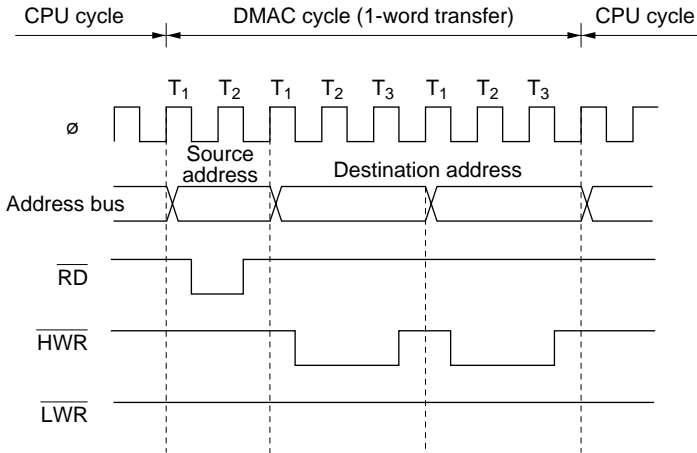 CPU cycle DMAC cycle (1-word transfer) CPU cycle
T1 T2 T1 T2 T3 T1 T2 T3
ø
Source
address
Destination address
Address bus
RD
HWR
LWR